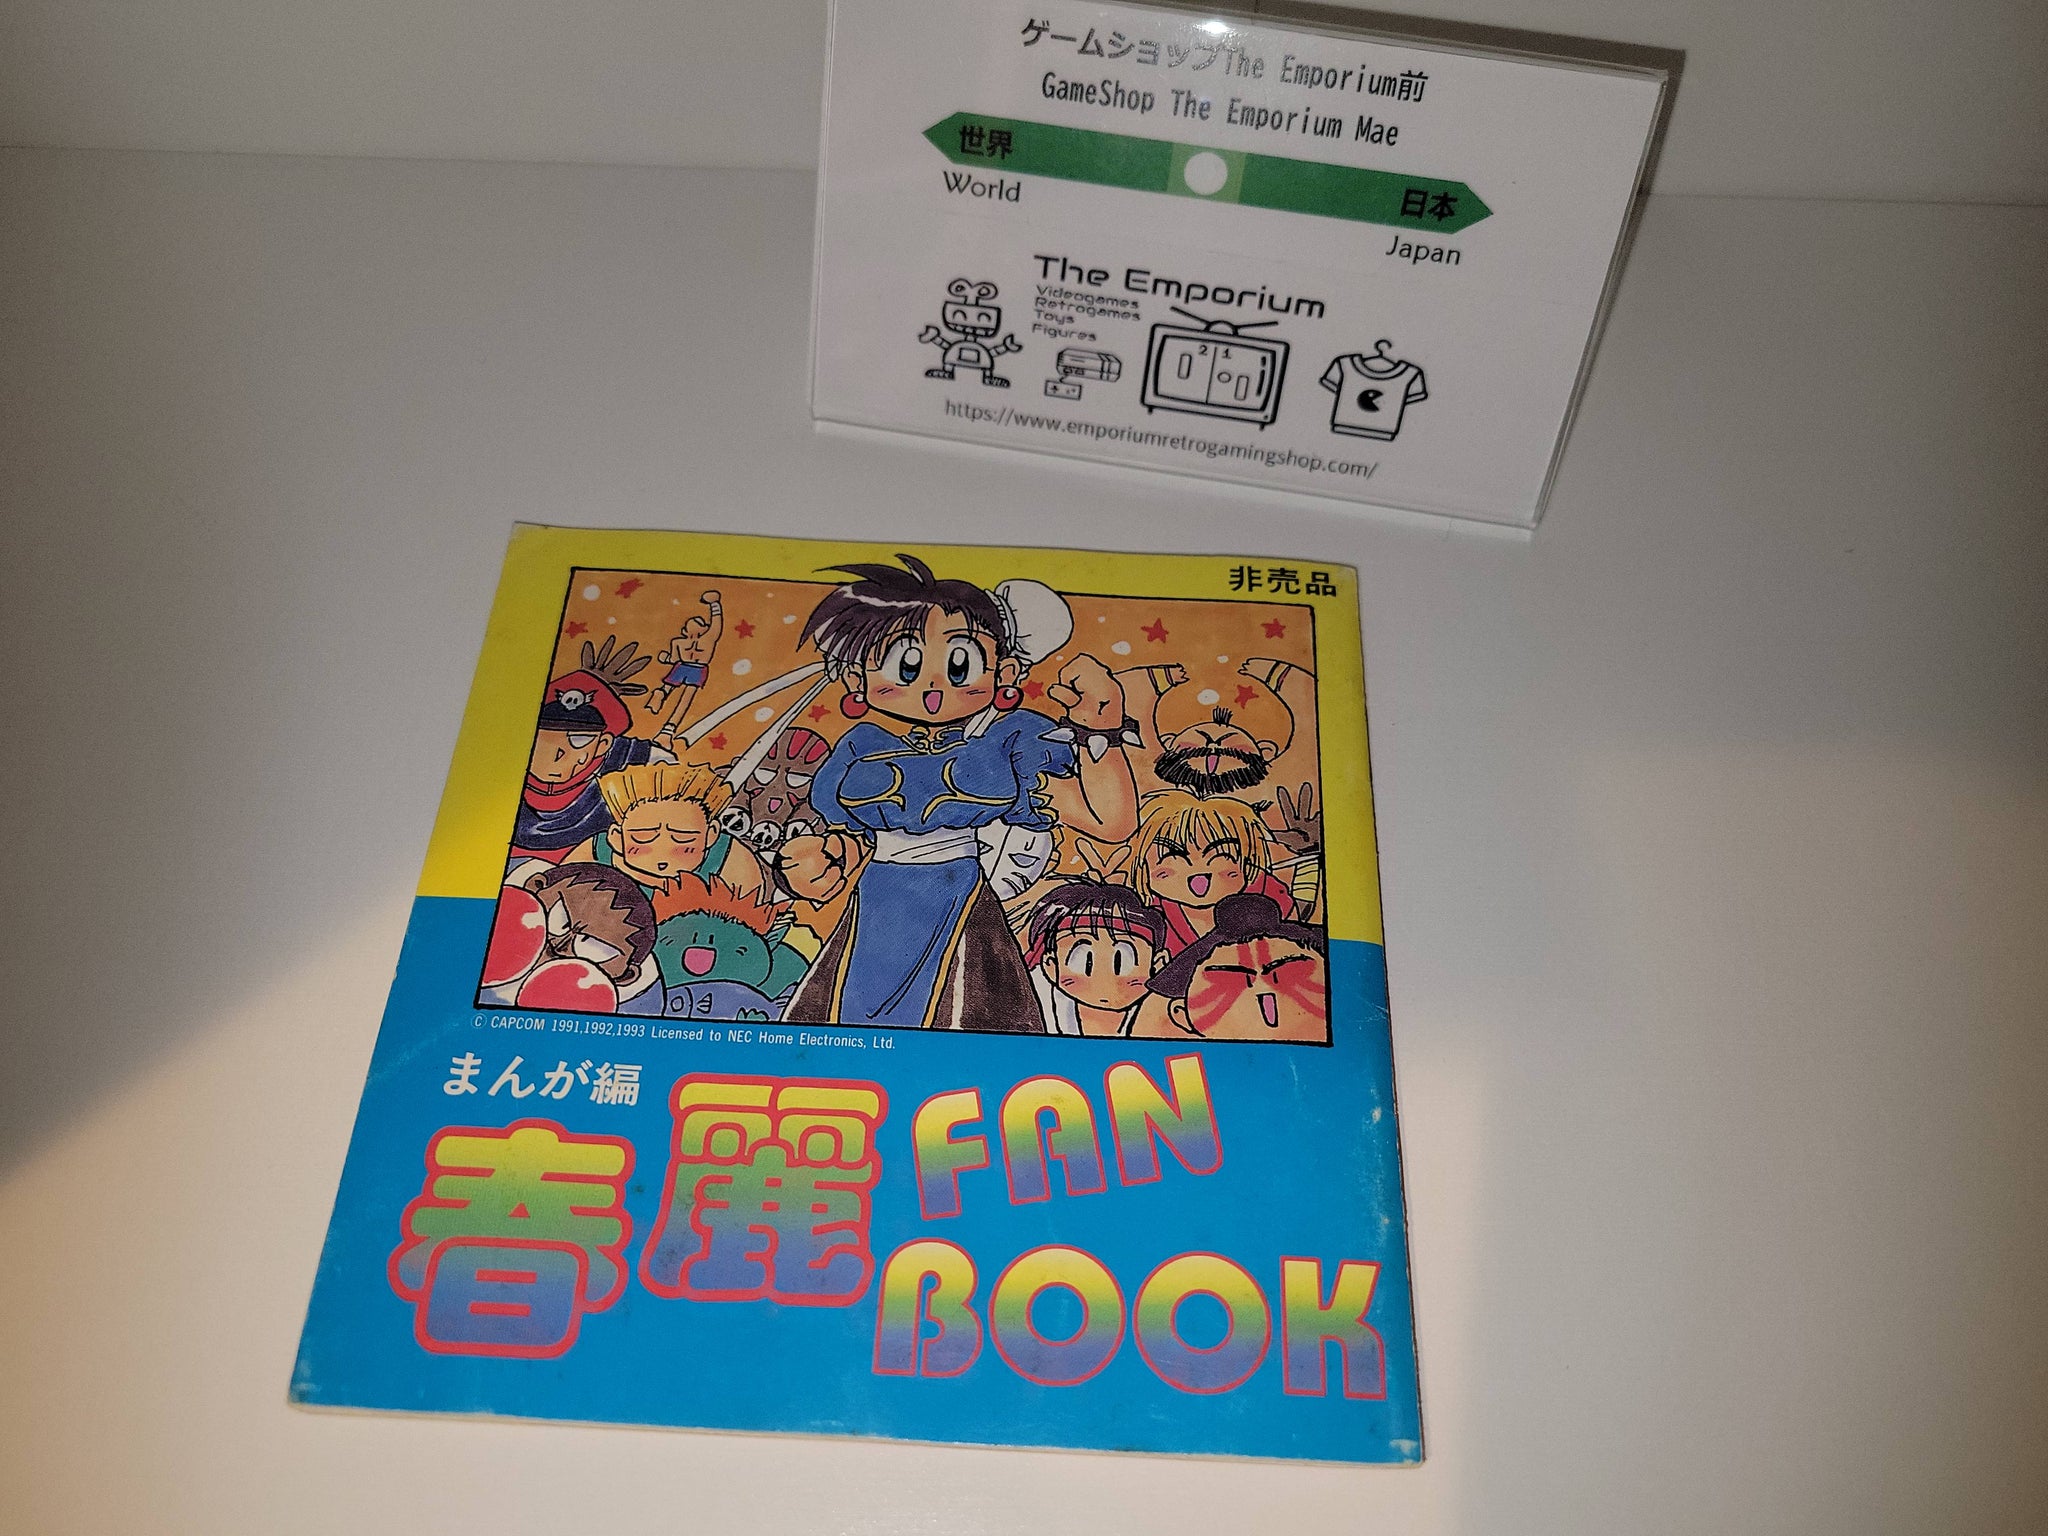 ゲームショップThe Emporium前
GameShop The Emporium Mae
世界
日本
World
Japan
The Emporium
Videogames
Retrogames
Toys
Figures
2 1
https://www.emporiumretrogamingshop.com/
非売品
© CAPCOM 1991,1992,1993 Licensed to NEC Home Electronics, Ltd.
まんが編
春麗 FAN
BOOK